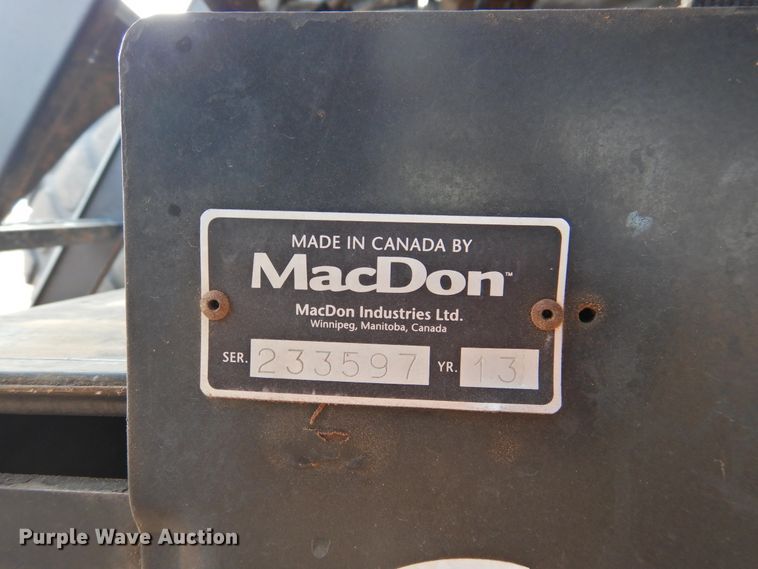 MADE IN CANADA BY
MacDon™
MacDon Industries Ltd.
Winnipeg, Manitoba, Canada
SER. 233597 YR. 13
Purple Wave Auction